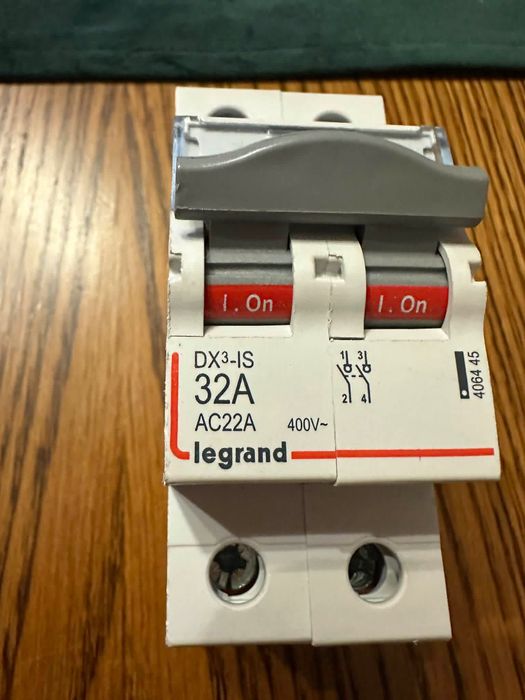 I. On I. On
DX³-IS
32A
AC22A 400V~
1 3
2 4
4064 45
legrand